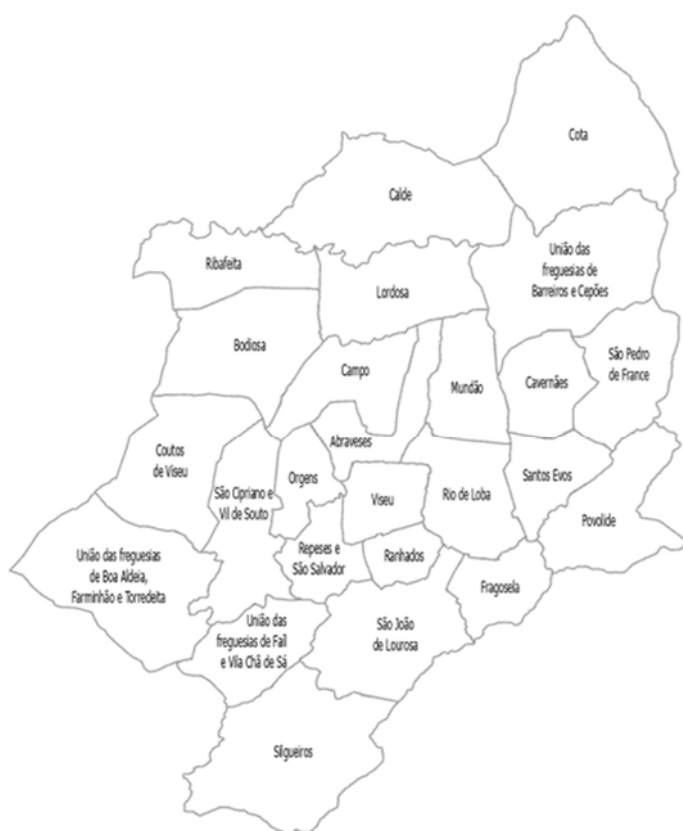 Cota
Calde
União das
freguesias de
Barreiros e Cepões
Ribafeita
Lordosa
Bodiosa
São Pedro
de France
Campo
Mundão
Cavernães
Abraveses
Coutos
de Viseu
Orgens
São Cipriano e
Vil de Souto
Viseu
Rio de Loba
Santos Evos
Povolide
União das freguesias
de Boa Aldeia,
Farminhão e Torredeita
Repeses e
São Salvador
Ranhados
Fragosela
União das
freguesias de Faíl
e Vila Chã de Sá
São João
de Lourosa
Silgueiros